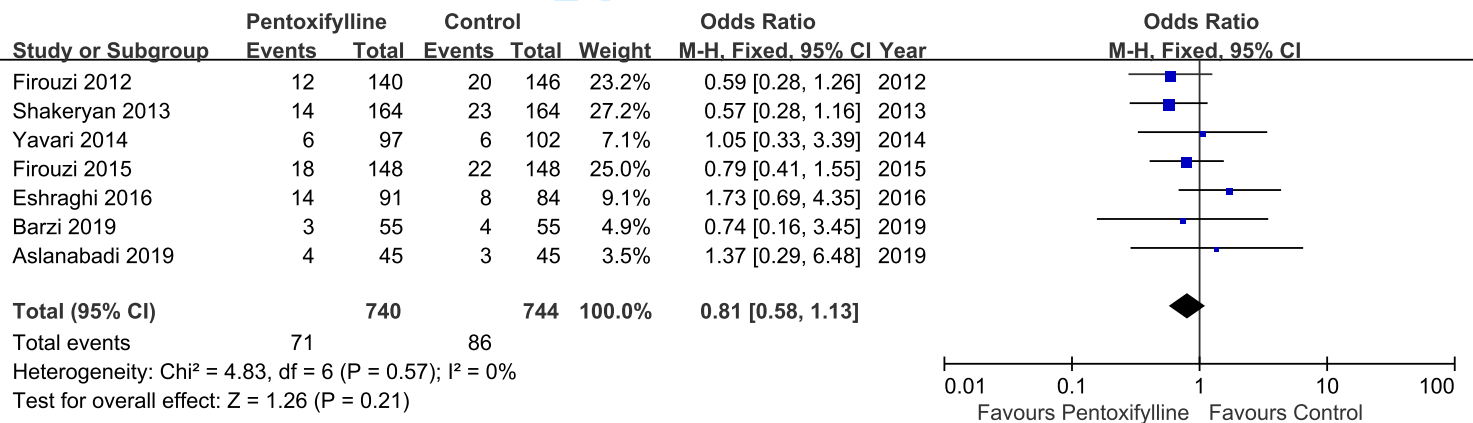 Pentoxifylline Control Odds Ratio Odds Ratio
Study or Subgroup Events Total Events Total Weight M-H, Fixed, 95% CI Year M-H, Fixed, 95% CI
Firouzi 2012 12 140 20 146 23.2% 0.59 [0.28, 1.26] 2012
Shakeryan 2013 14 164 23 164 27.2% 0.57 [0.28, 1.16] 2013
Yavari 2014 6 97 6 102 7.1% 1.05 [0.33, 3.39] 2014
Firouzi 2015 18 148 22 148 25.0% 0.79 [0.41, 1.55] 2015
Eshraghi 2016 14 91 8 84 9.1% 1.73 [0.69, 4.35] 2016
Barzi 2019 3 55 4 55 4.9% 0.74 [0.16, 3.45] 2019
Aslanabadi 2019 4 45 3 45 3.5% 1.37 [0.29, 6.48] 2019
Total (95% CI) 740 744 100.0% 0.81 [0.58, 1.13]
Total events 71 86
Heterogeneity: Chi² = 4.83, df = 6 (P = 0.57); I² = 0%
Test for overall effect: Z = 1.26 (P = 0.21)
0.01 0.1 1 10 100
Favours Pentoxifylline Favours Control